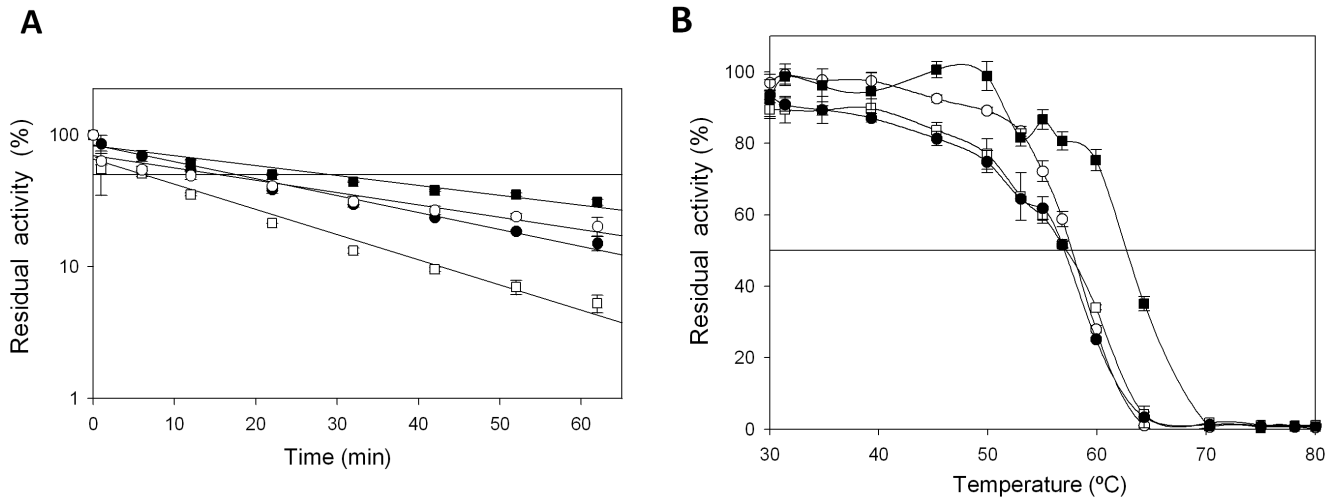 A
Residual activity (%)
100
10
1
0 10 20 30 40 50 60
Time (min)
B
Residual activity (%)
100
80
60
40
20
0
30 40 50 60 70 80
Temperature (ºC)